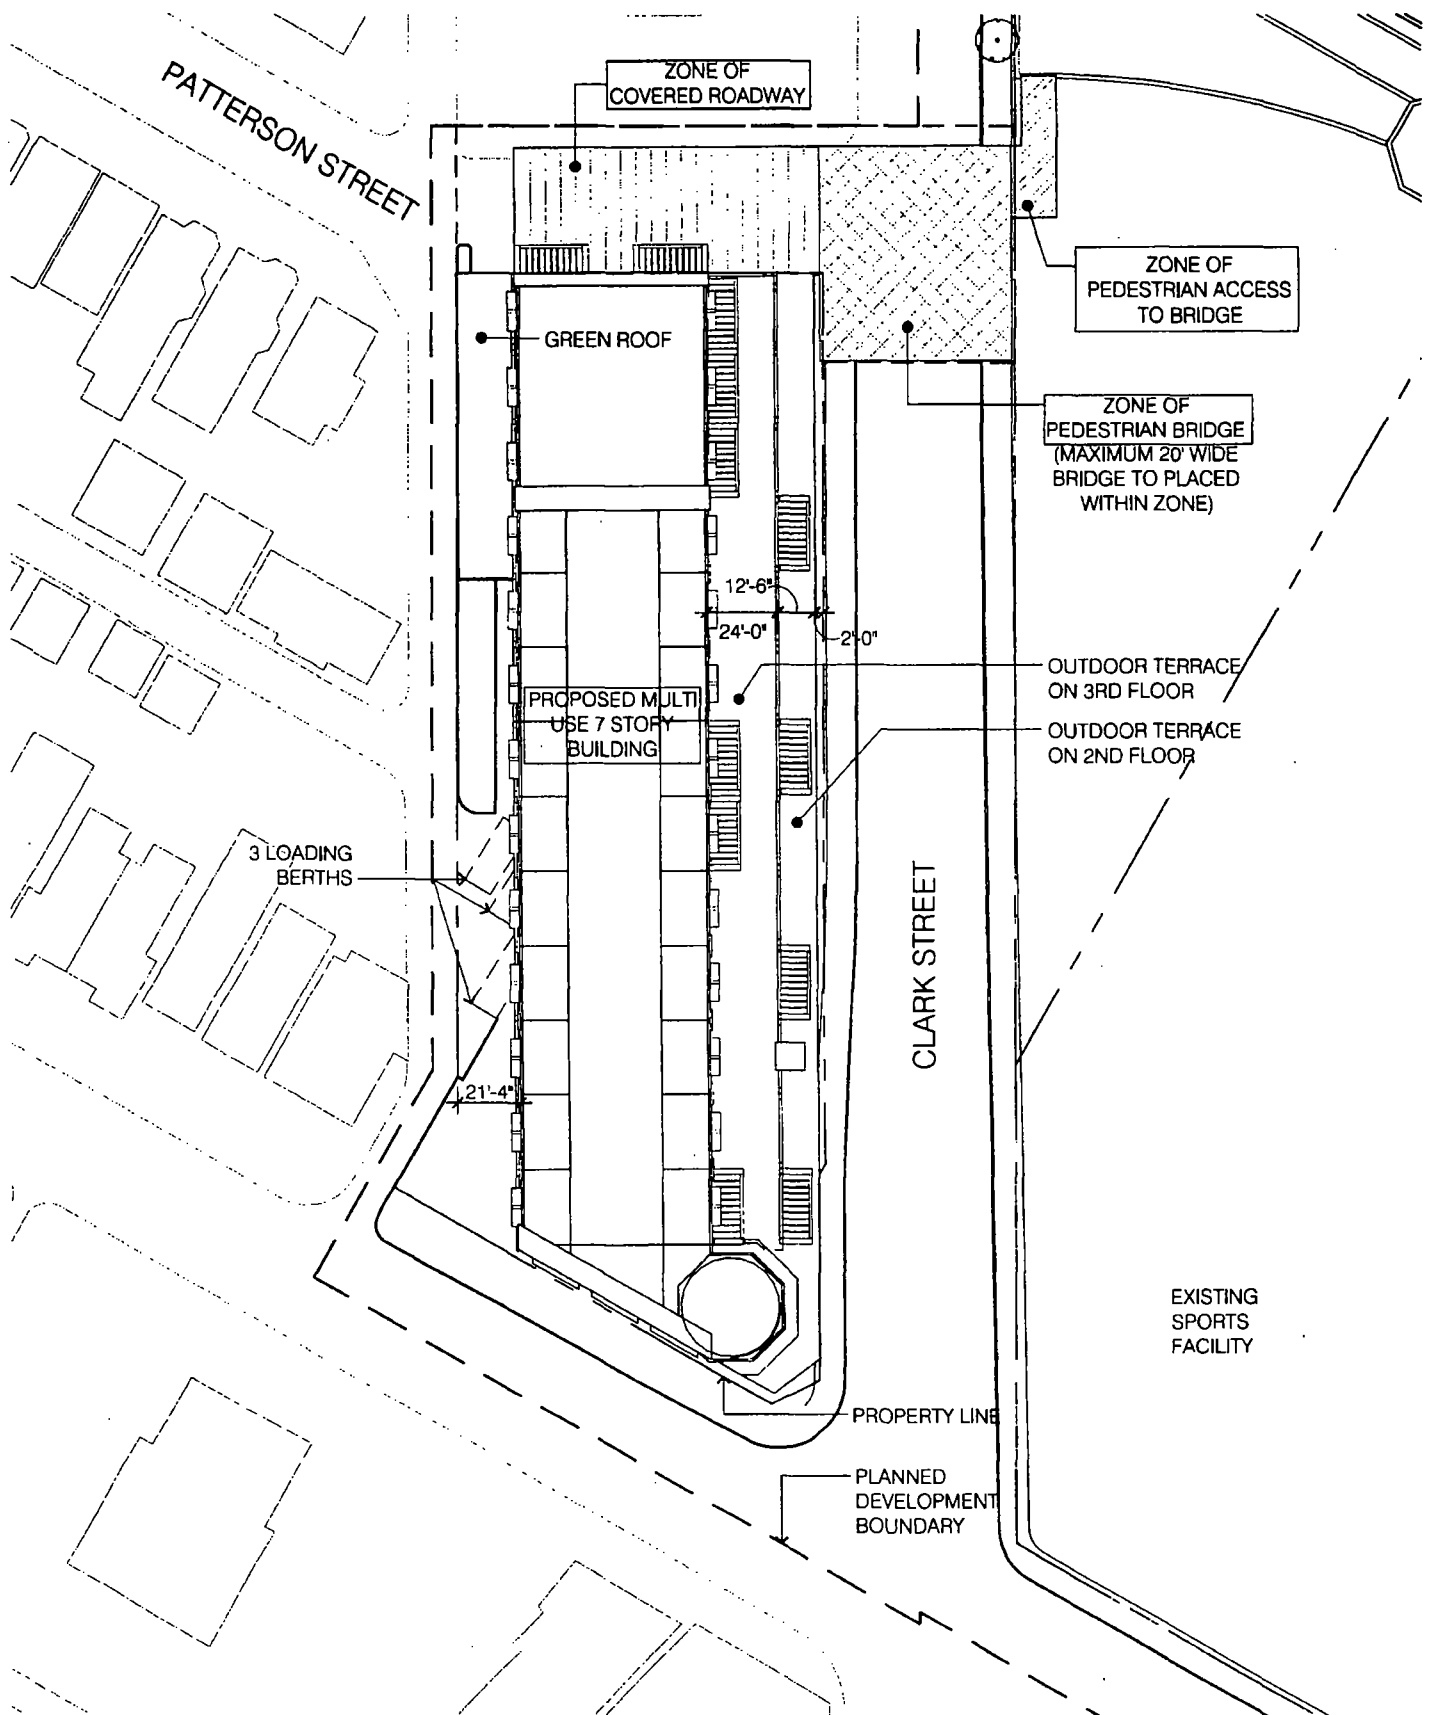 PATTERSON STREET
ZONE OF
COVERED ROADWAY
ZONE OF
PEDESTRIAN ACCESS
TO BRIDGE
GREEN ROOF
ZONE OF
PEDESTRIAN BRIDGE
(MAXIMUM 20' WIDE
BRIDGE TO PLACED
WITHIN ZONE)
12'-6"
24'-0"
2'-0"
OUTDOOR TERRACE
ON 3RD FLOOR
PROPOSED MULTI
USE 7 STORY
BUILDING
OUTDOOR TERRACE
ON 2ND FLOOR
3 LOADING
BERTHS
CLARK STREET
21'-4"
EXISTING
SPORTS
FACILITY
PROPERTY LINE
PLANNED
DEVELOPMENT
BOUNDARY